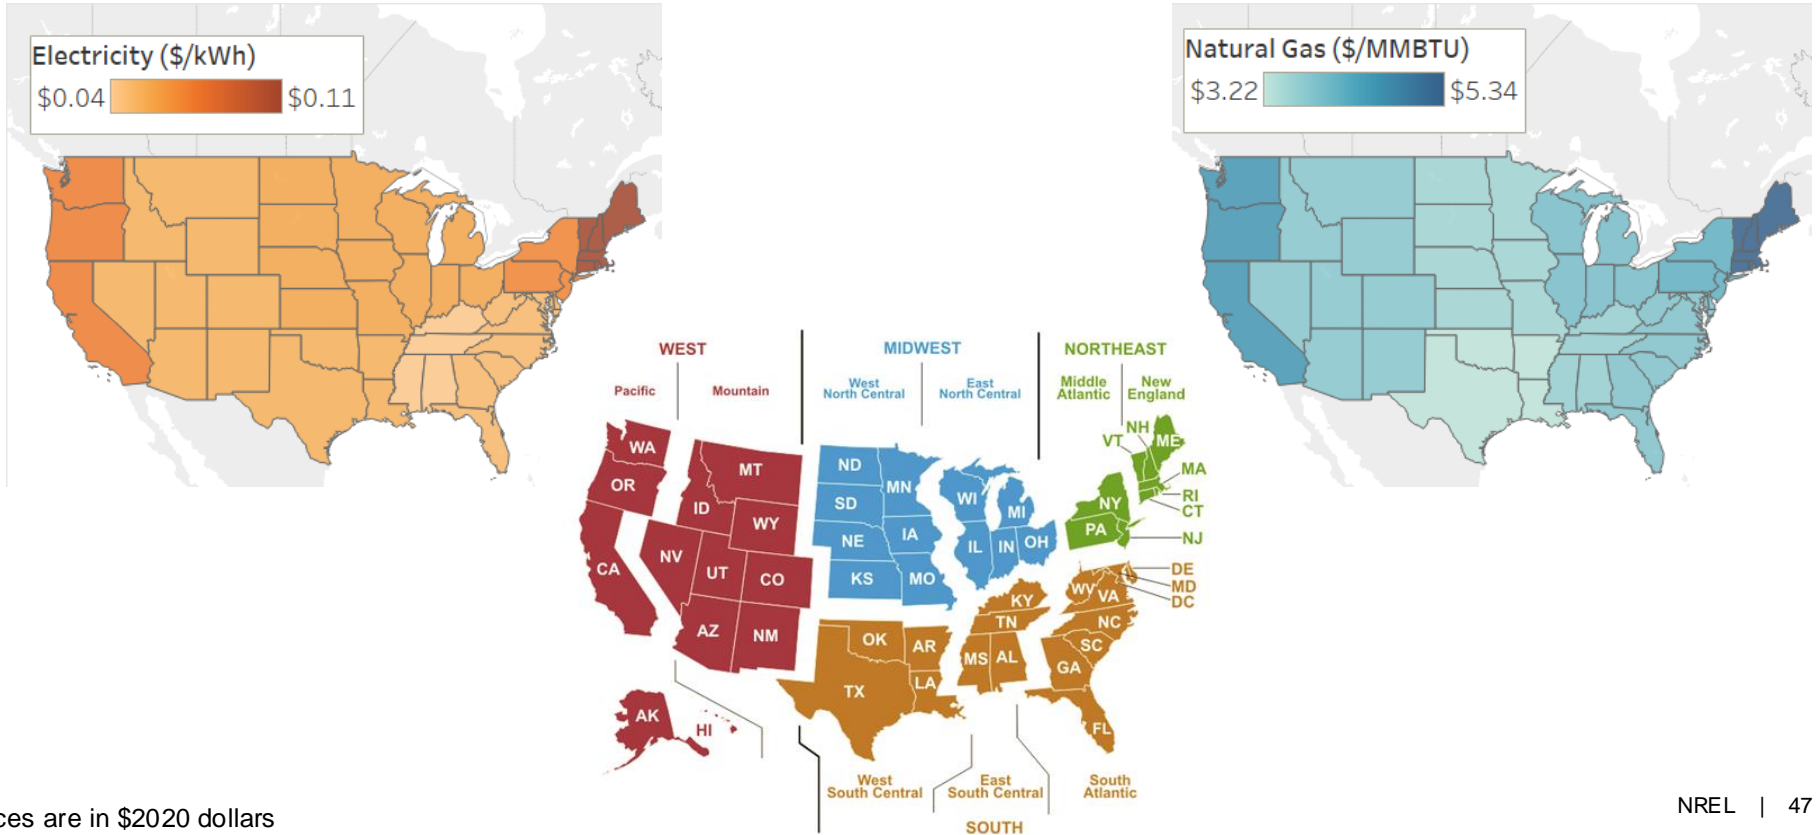 Electricity ($/kWh)
$0.04 $0.11
Natural Gas ($/MMBTU)
$3.22 $5.34
WEST MIDWEST NORTHEAST
Pacific Mountain
West
North Central
East
North Central
Middle
Atlantic
New
England
WA
OR
CA
MT
ID
WY
NV
UT
CO
AZ
NM
AK
HI
ND
SD
NE
KS
MN
IA
MO
WI
MI
IL
IN
OH
VT
NH
ME
MA
RI
CT
NY
PA
NJ
DE
MD
DC
WV
VA
NC
SC
GA
FL
KY
TN
MS
AL
OK
AR
TX
LA
West
South Central
East
South Central
South
Atlantic
SOUTH
ces are in $2020 dollars
NREL | 47